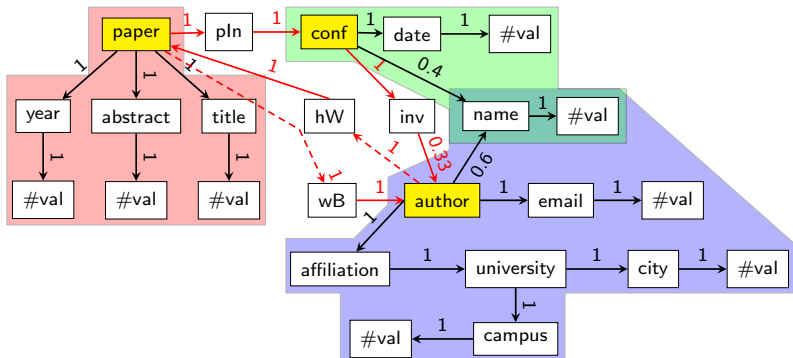 paper 1 pIn 1 conf 1 date 1 #val
1 1 1 1 1 0.4
year abstract title hW inv name 1 #val
1 1 1 1 1 0.33 0.6
#val #val #val wB 1 author 1 email 1 #val
1
affiliation 1 university 1 city 1 #val
1
#val 1 campus